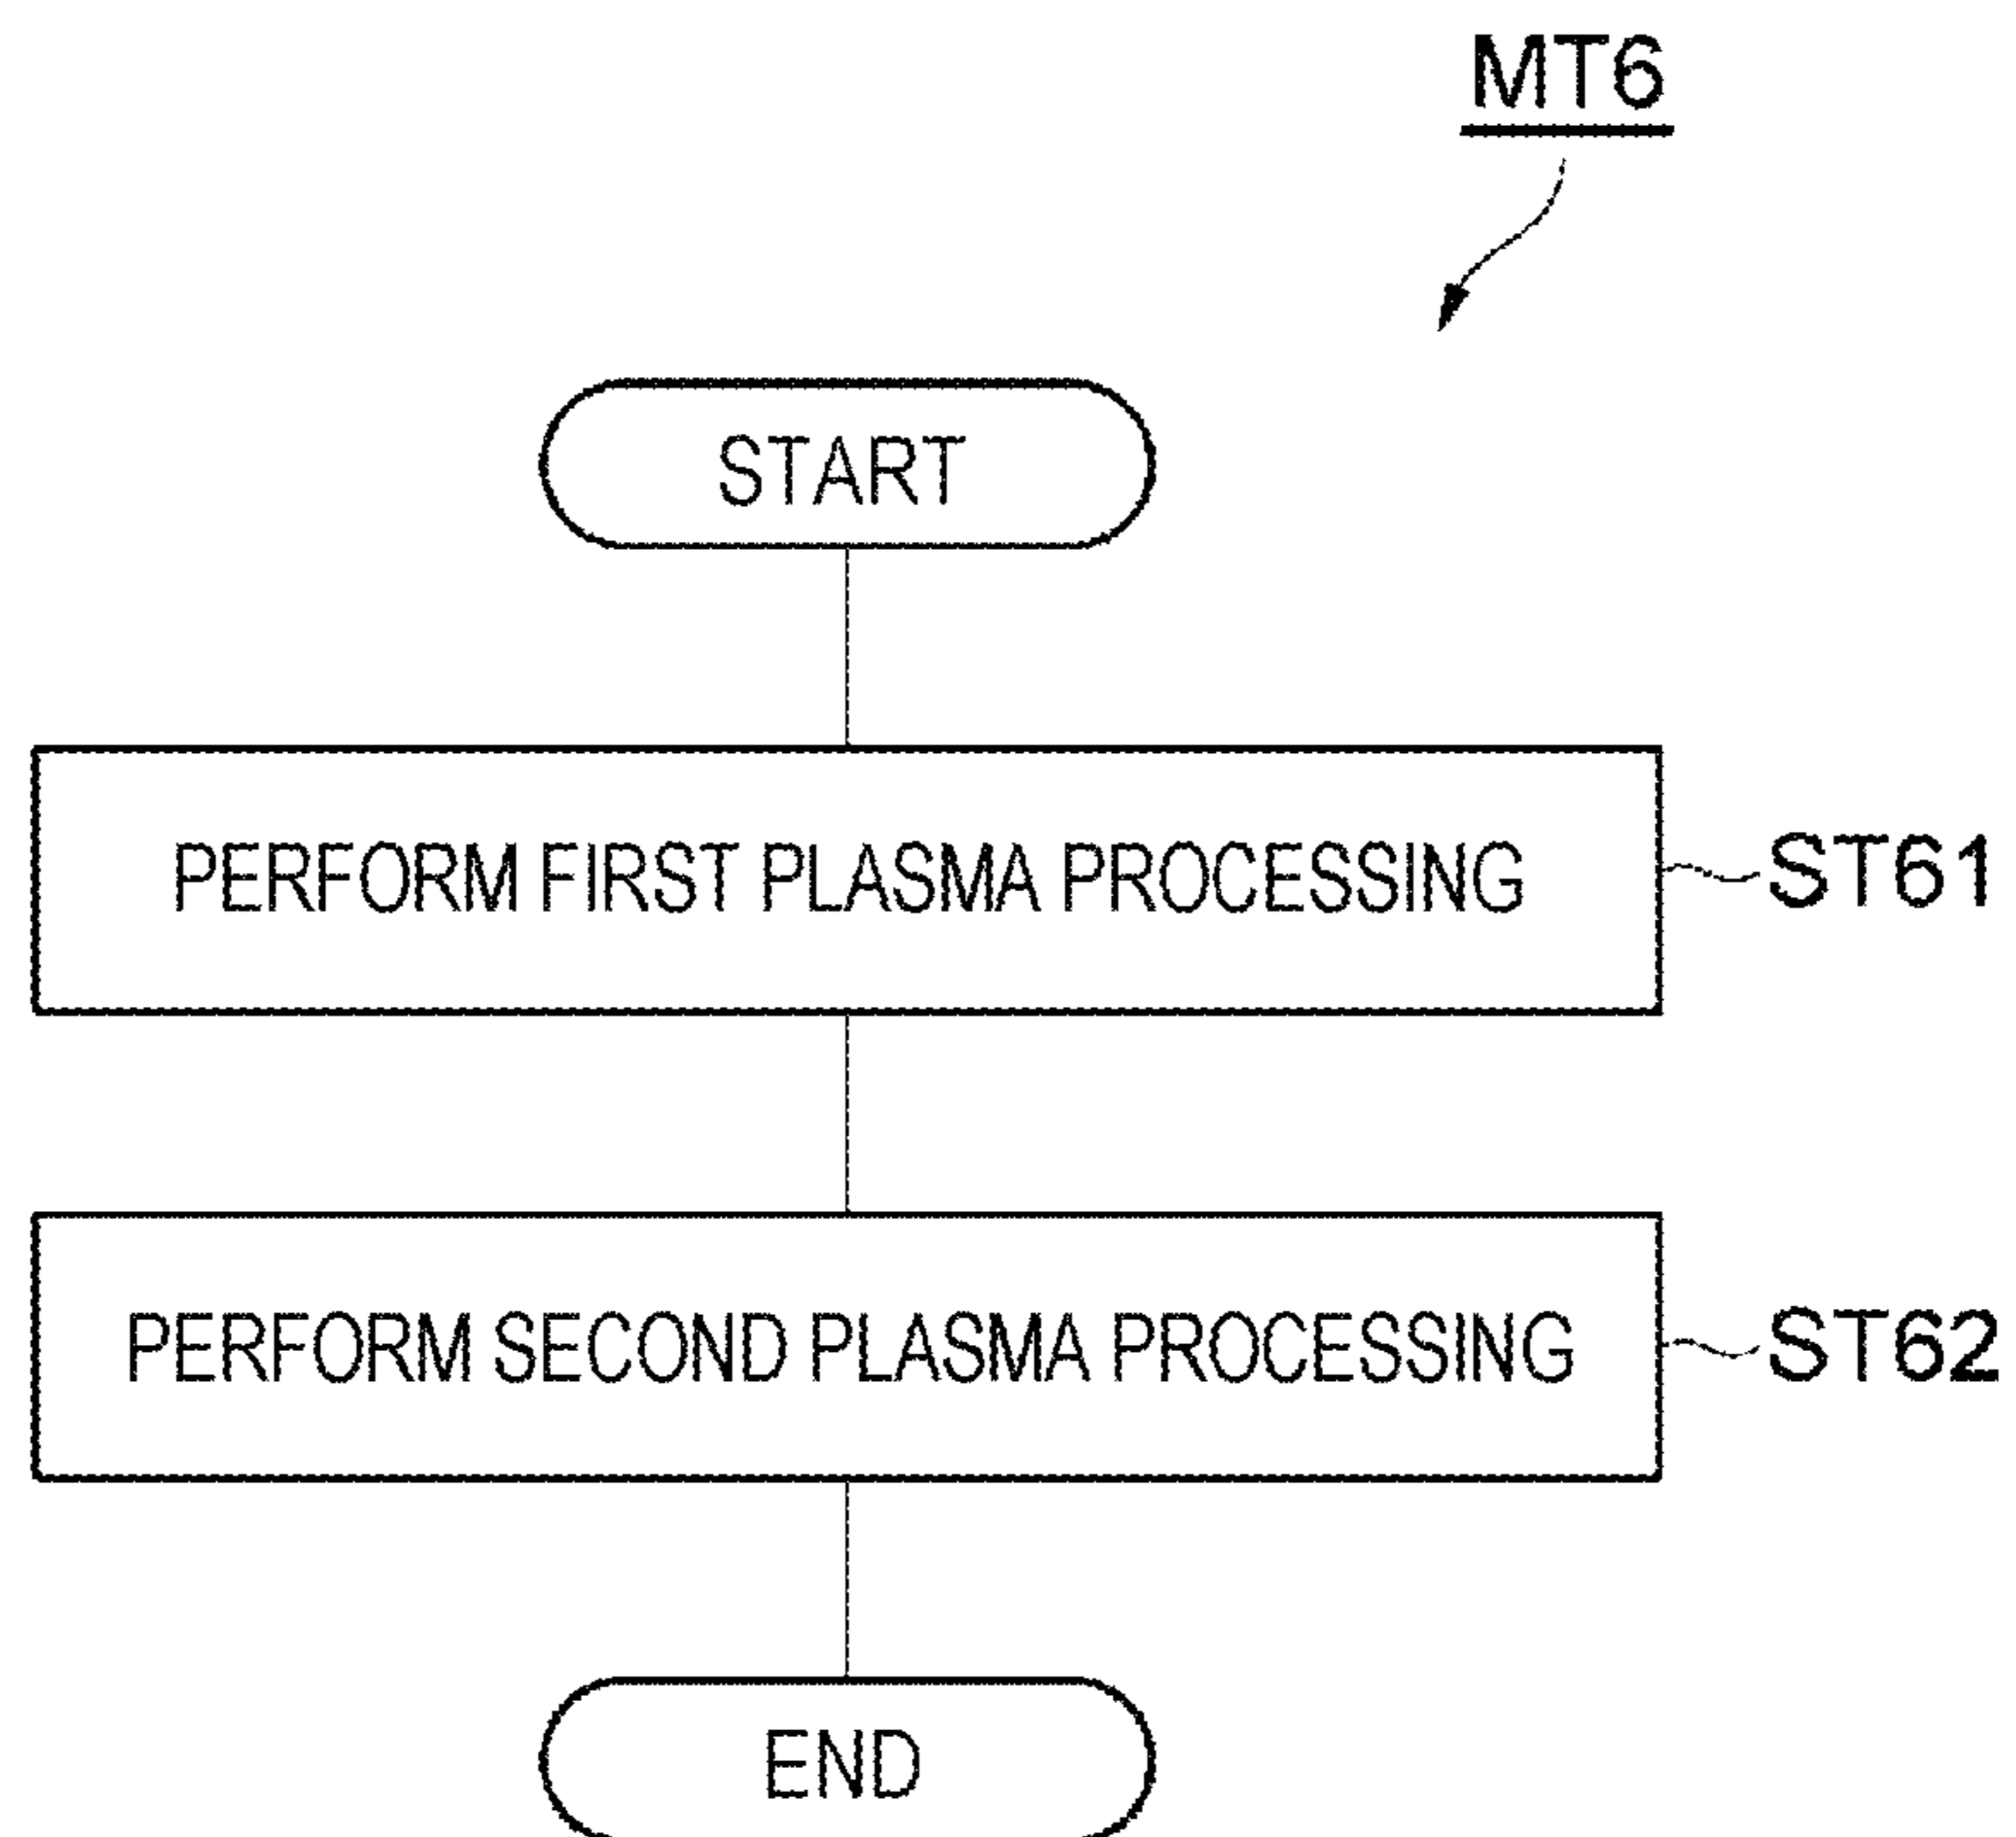 MT6
START
PERFORM FIRST PLASMA PROCESSING
ST61
PERFORM SECOND PLASMA PROCESSING
ST62
END